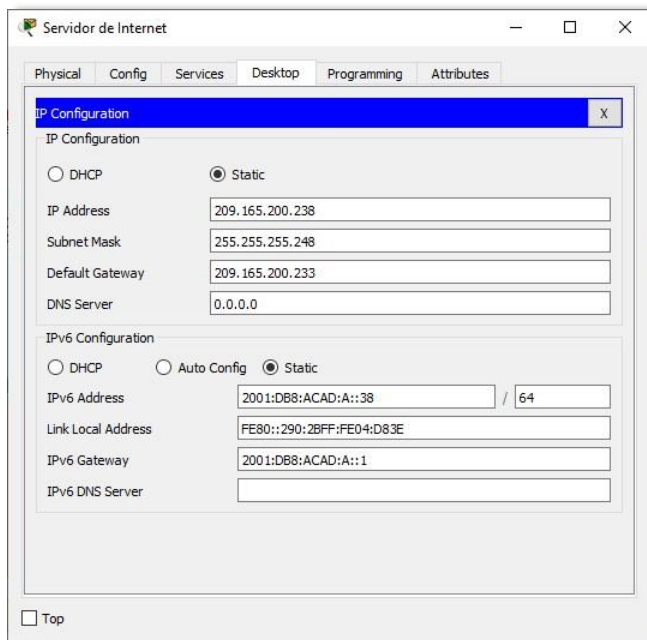 Servidor de Internet
Physical Config Services Desktop Programming Attributes
IP Configuration X
IP Configuration
DHCP Static
IP Address 209.165.200.238
Subnet Mask 255.255.255.248
Default Gateway 209.165.200.233
DNS Server 0.0.0.0
IPv6 Configuration
DHCP Auto Config Static
IPv6 Address 2001:DB8:ACAD:A::38 / 64
Link Local Address FE80::290:2BFF:FE04:D83E
IPv6 Gateway 2001:DB8:ACAD:A::1
IPv6 DNS Server
Top